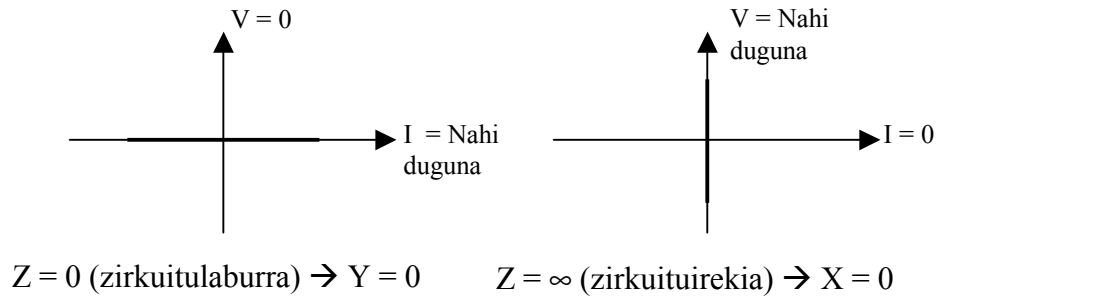 V = 0
I = Nahi
duguna
Z = 0 (zirkuitulaburra) → Y = 0
V = Nahi
duguna
I = 0
Z = ∞ (zirkuituirekia) → X = 0